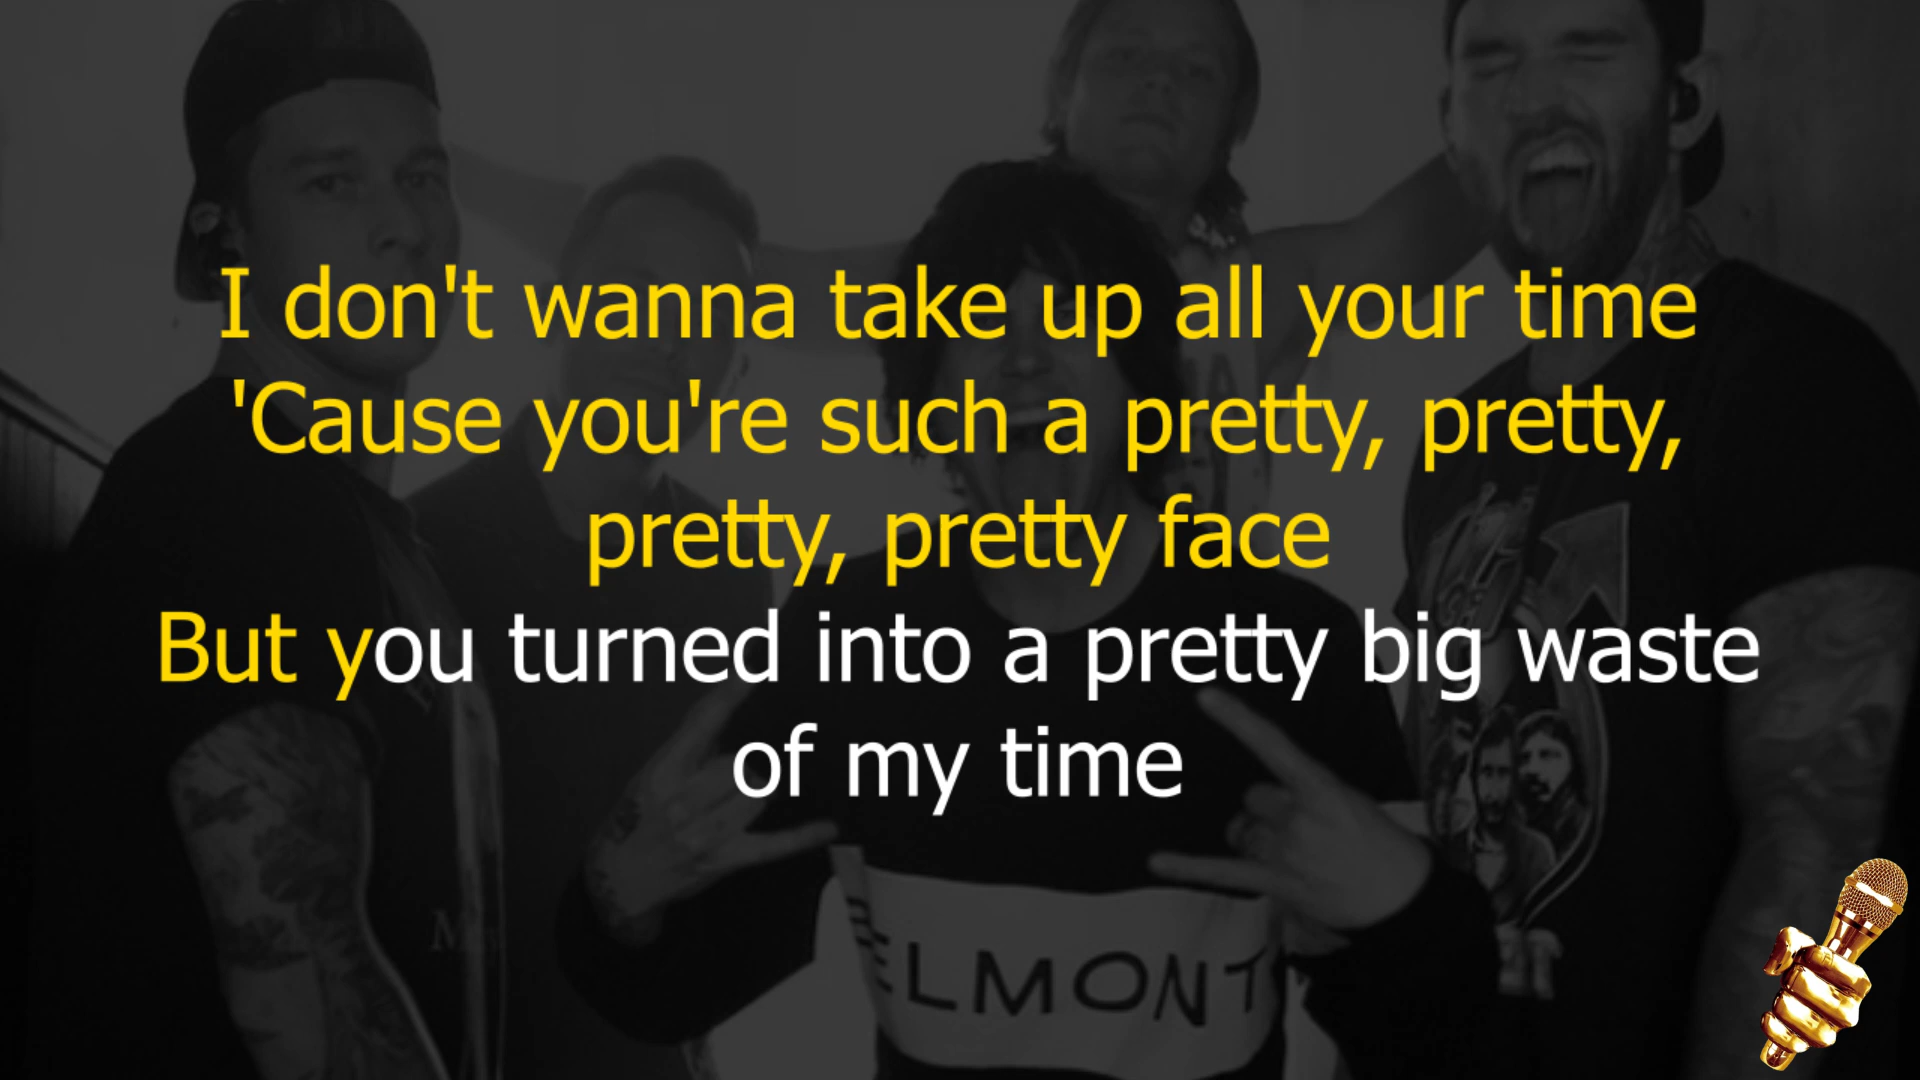 I don't wanna take up all your time
'Cause you're such a pretty, pretty,
pretty, pretty face
But you turned into a pretty big waste
of my time
ELMONT